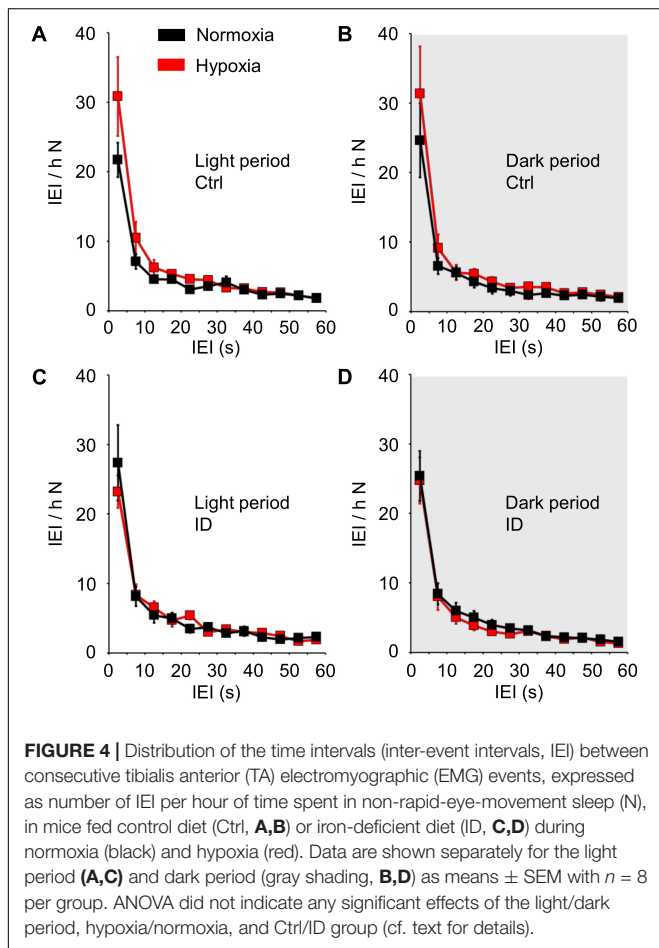 A
Normoxia
Hypoxia
B
40
30
20
10
0
IEI / h N
Light period
Ctrl
0 10 20 30 40 50 60
IEI (s)
40
30
20
10
0
IEI / h N
Dark period
Ctrl
0 10 20 30 40 50 60
IEI (s)
C
D
40
30
20
10
0
IEI / h N
Light period
ID
0 10 20 30 40 50 60
IEI (s)
40
30
20
10
0
IEI / h N
Dark period
ID
0 10 20 30 40 50 60
IEI (s)
FIGURE 4 | Distribution of the time intervals (inter-event intervals, IEI) between
consecutive tibialis anterior (TA) electromyographic (EMG) events, expressed
as number of IEI per hour of time spent in non-rapid-eye-movement sleep (N),
in mice fed control diet (Ctrl, A,B) or iron-deficient diet (ID, C,D) during
normoxia (black) and hypoxia (red). Data are shown separately for the light
period (A,C) and dark period (gray shading, B,D) as means ± SEM with n = 8
per group. ANOVA did not indicate any significant effects of the light/dark
period, hypoxia/normoxia, and Ctrl/ID group (cf. text for details).